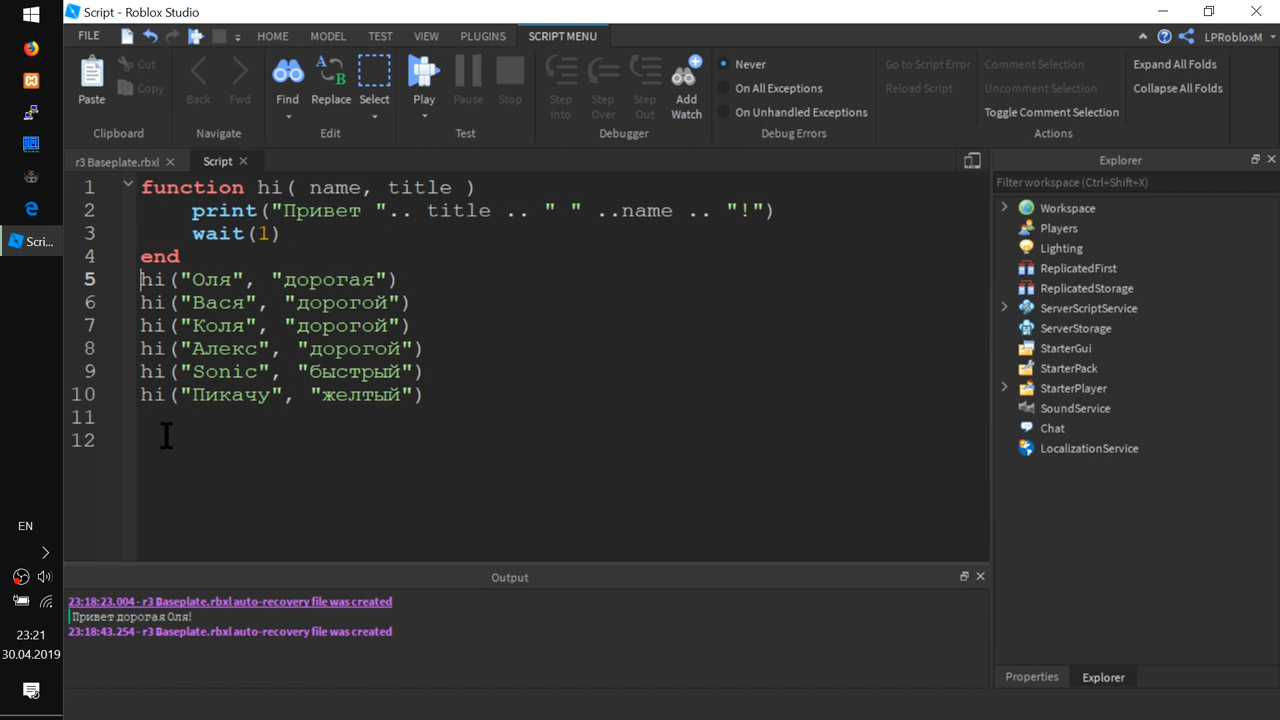 Script - Roblox Studio
FILE HOME MODEL TEST VIEW PLUGINS SCRIPT MENU LPRobloxM
Paste Cut Copy Clipboard
Back Fwd Navigate
Find Replace Select Edit
Play Pause Stop Test
Step Into Step Over Step Out Add Watch Debugger
Never
On All Exceptions
On Unhandled Exceptions
Debug Errors
Go to Script Error
Reload Script
Comment Selection
Uncomment Selection
Toggle Comment Selection
Actions
Expand All Folds
Collapse All Folds
r3 Baseplate.rbxl Script
1 function hi( name, title )
2 print("Привет ".. title .. " " ..name .. "!")
3 wait(1)
4 end
5 hi("Оля", "дорогая")
6 hi("Вася", "дорогой")
7 hi("Коля", "дорогой")
8 hi("Алекс", "дорогой")
9 hi("Sonic", "быстрый")
10 hi("Пикачу", "желтый")
11
12
Explorer
Filter workspace (Ctrl+Shift+X)
Workspace
Players
Lighting
ReplicatedFirst
ReplicatedStorage
ServerScriptService
ServerStorage
StarterGui
StarterPack
StarterPlayer
SoundService
Chat
LocalizationService
Properties Explorer
Output
23:18:23.004 - r3 Baseplate.rbxl auto-recovery file was created
Привет дорогая Оля!
23:18:43.254 - r3 Baseplate.rbxl auto-recovery file was created
Scri...
EN
23:21
30.04.2019